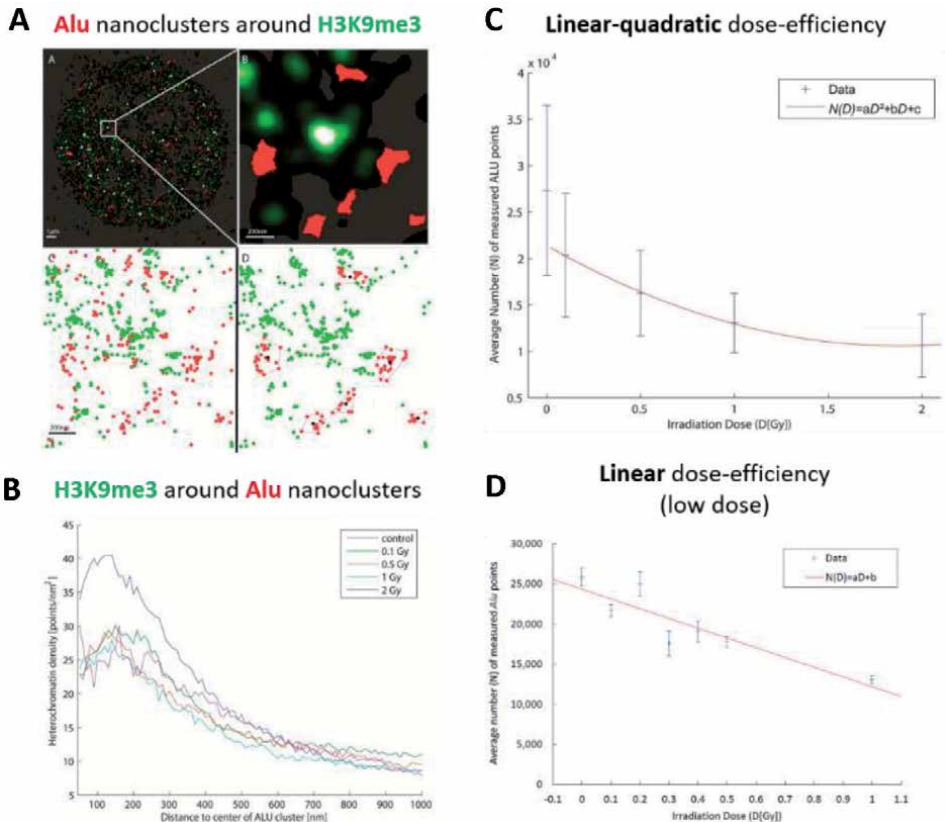 A
Alu nanoclusters around H3K9me3
A
B
1µm
200nm
C
D
200nm
B
H3K9me3 around Alu nanoclusters
Heterochromatin density [points/nm²]
45
40
35
30
25
20
15
10
5
control
0.1 Gy
0.5 Gy
1 Gy
2 Gy
100 200 300 400 500 600 700 800 900 1000
Distance to center of ALU cluster [nm]
C
Linear-quadratic dose-efficiency
x 10⁴
Average Number (N) of measured ALU points
4
3.5
3
2.5
2
1.5
1
0.5
Data
N(D)=aD²+bD+c
0 0.5 1 1.5 2
Irradiation Dose (D[Gy])
D
Linear dose-efficiency
(low dose)
Average number (N) of measured Alu points
30,000
25,000
20,000
15,000
10,000
5000
0
Data
N(D)=aD+b
-0.1 0 0.1 0.2 0.3 0.4 0.5 0.6 0.7 0.8 0.9 1 1.1
Irradiation Dose (D[Gy])